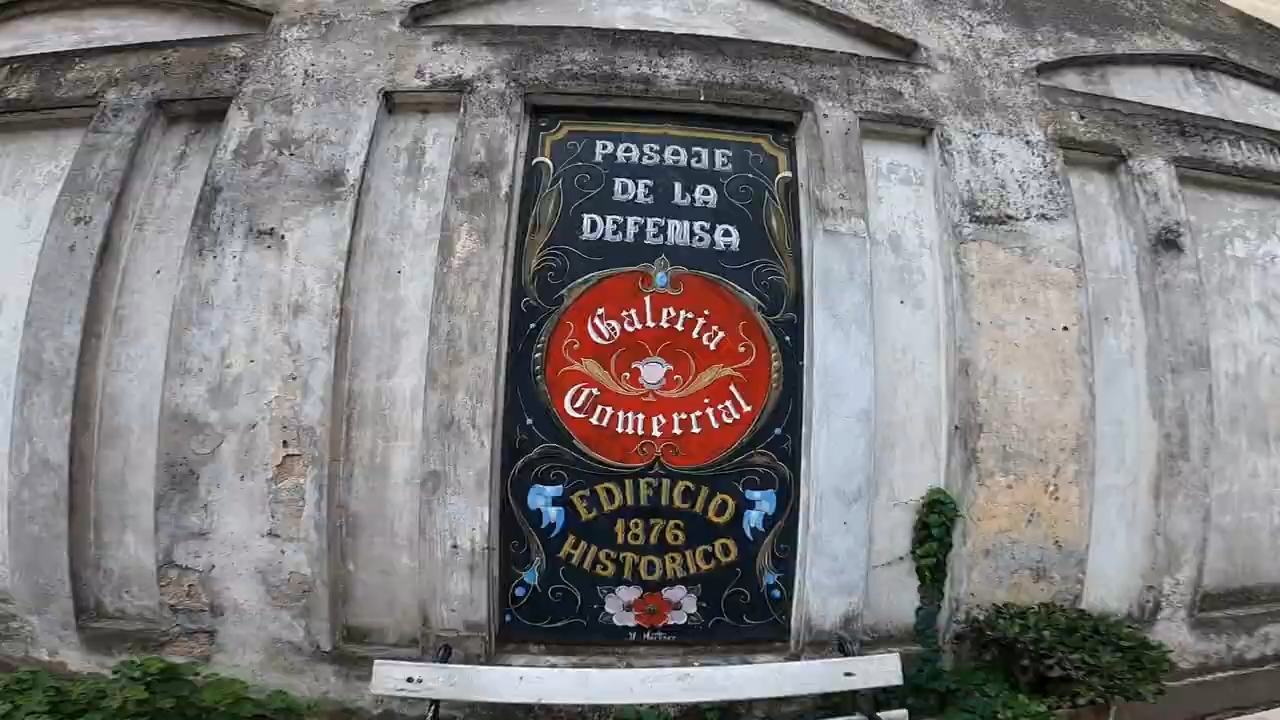 PASAJE
DE LA
DEFENSA
Galeria
Comercial
EDIFICIO
1876
HISTORICO